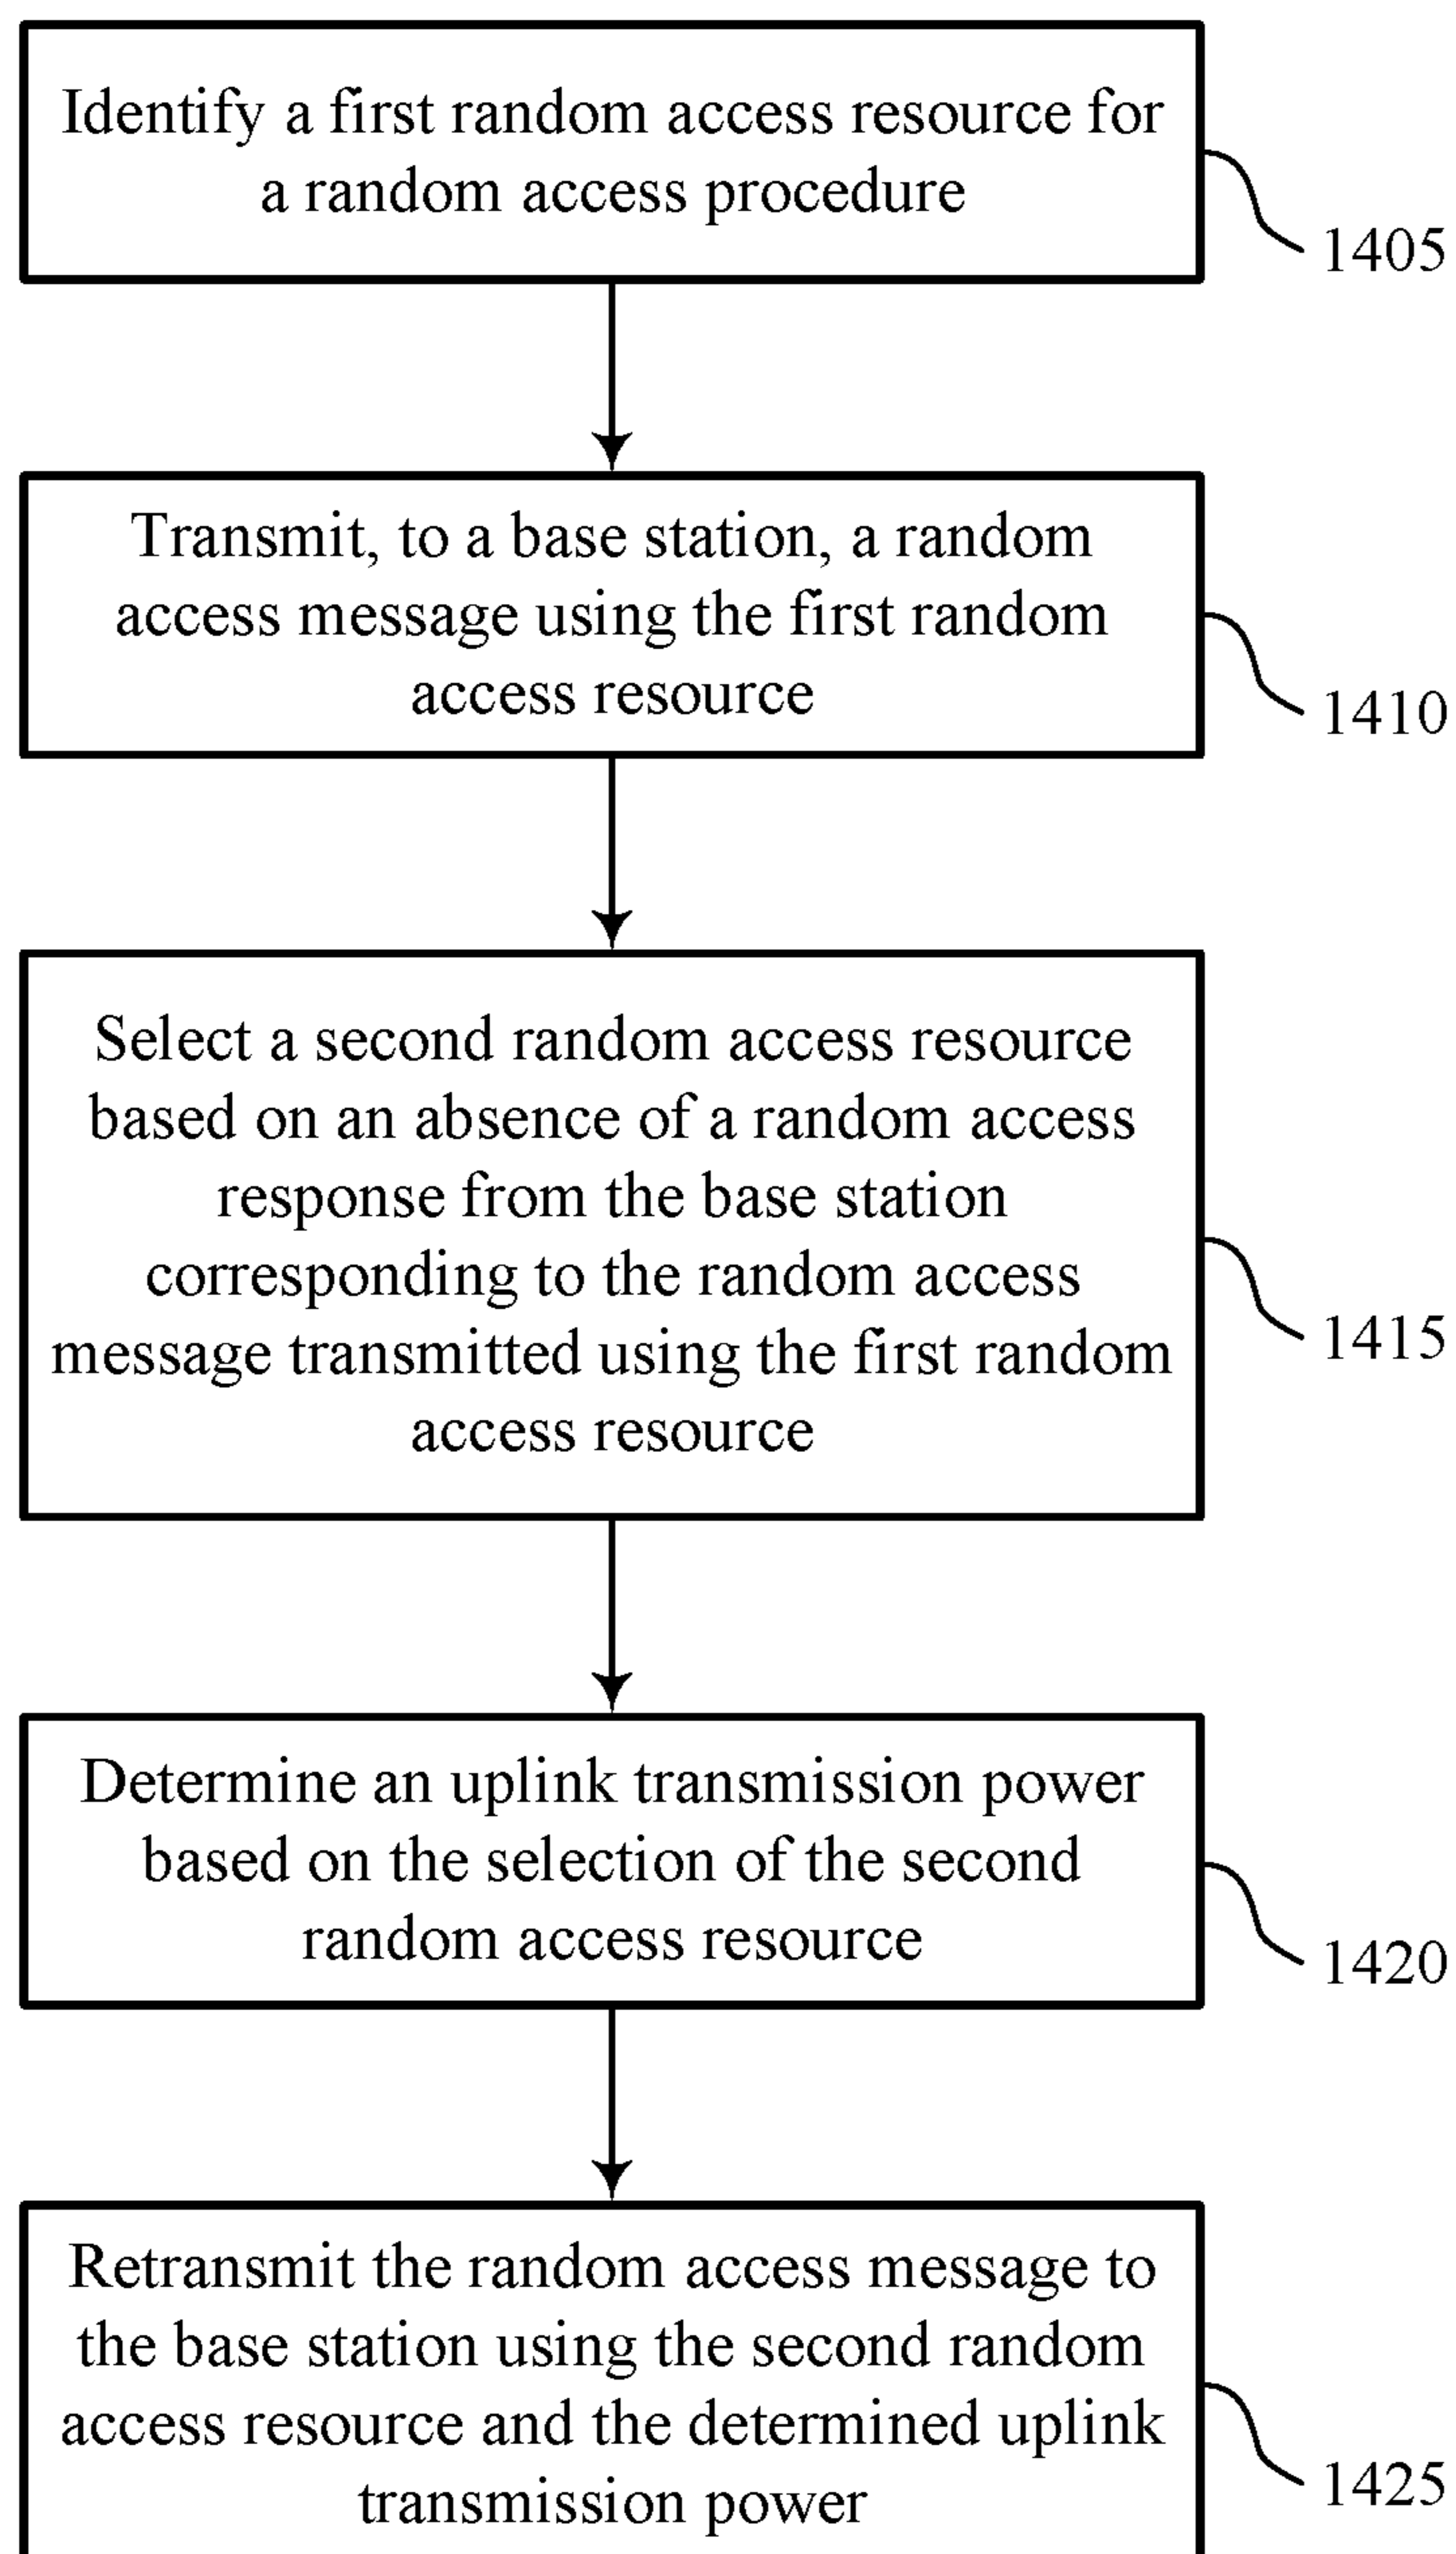 Identify a first random access resource for
a random access procedure
1405
Transmit, to a base station, a random
access message using the first random
access resource
1410
Select a second random access resource
based on an absence of a random access
response from the base station
corresponding to the random access
message transmitted using the first random
access resource
1415
Determine an uplink transmission power
based on the selection of the second
random access resource
1420
Retransmit the random access message to
the base station using the second random
access resource and the determined uplink
transmission power
1425